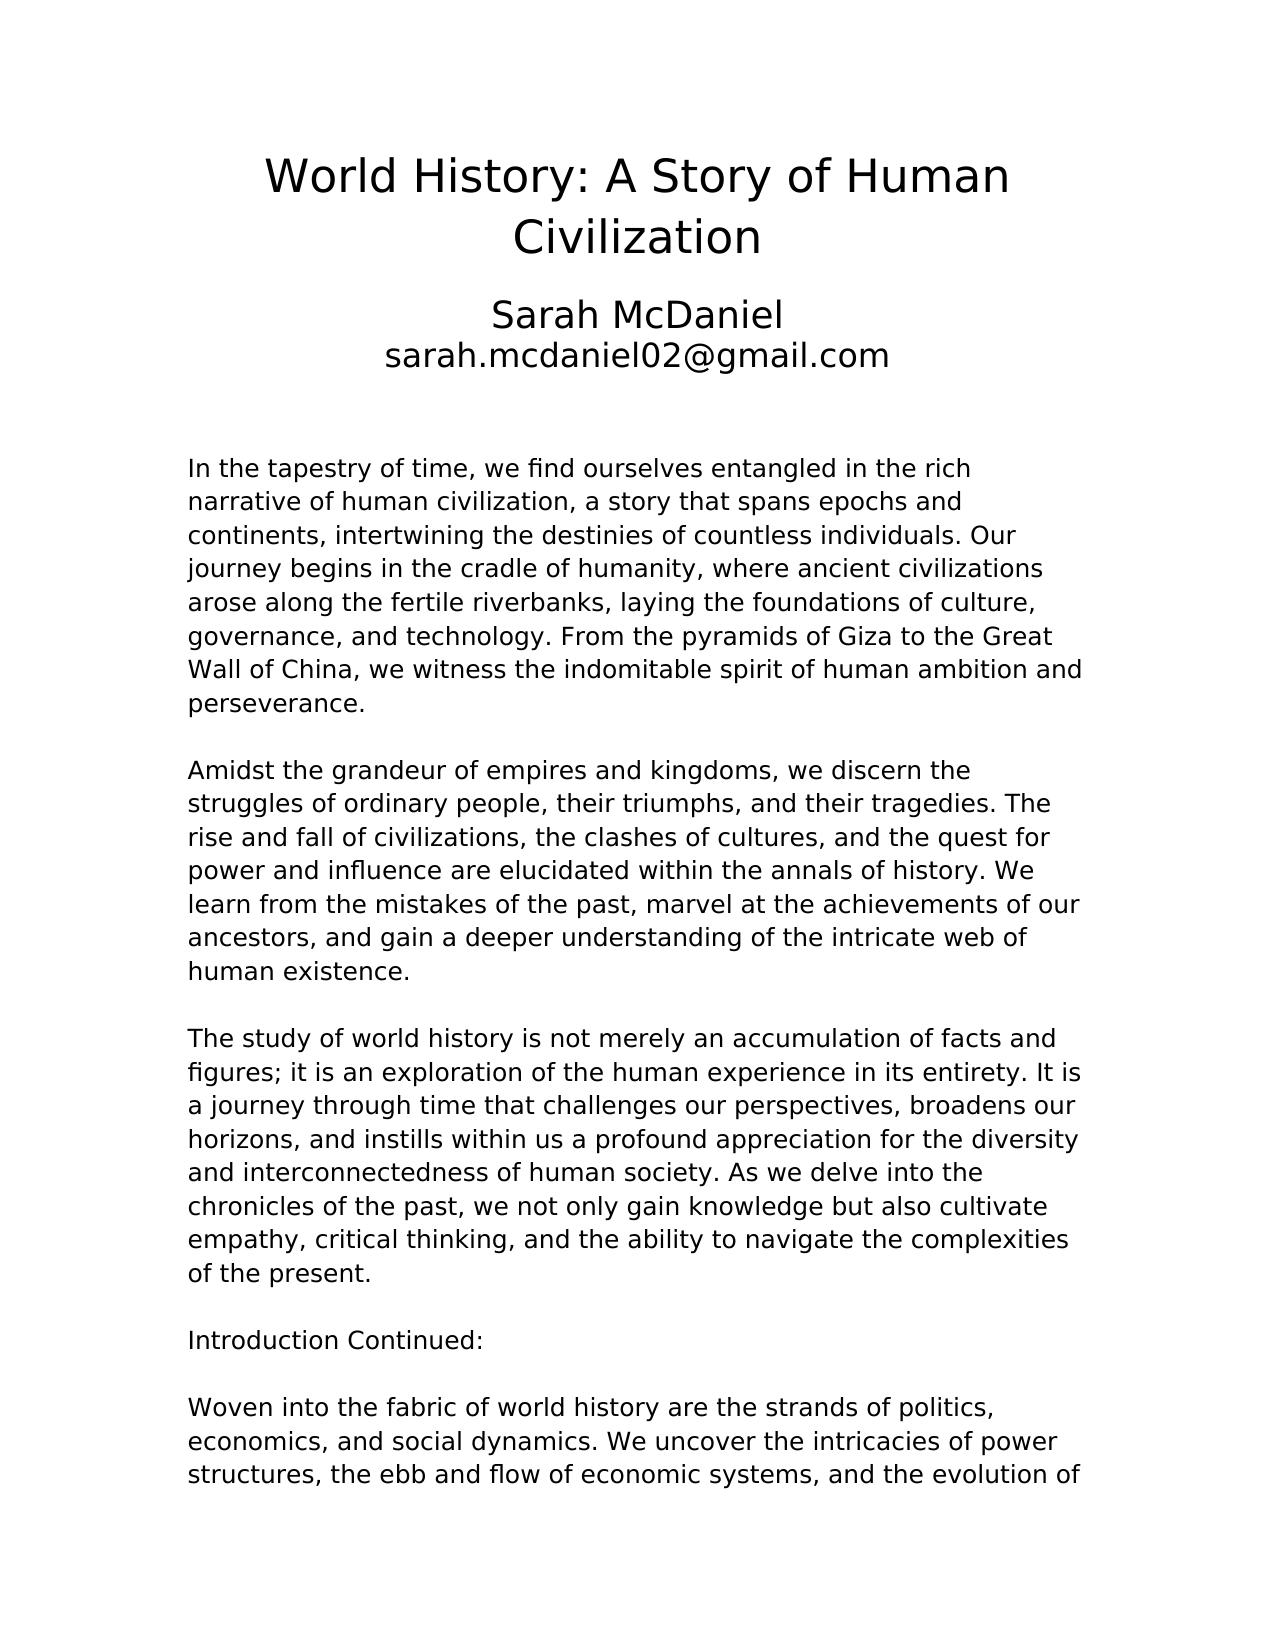 World History: A Story of Human
Civilization
Sarah McDaniel
sarah.mcdaniel02@gmail.com
In the tapestry of time, we find ourselves entangled in the rich
narrative of human civilization, a story that spans epochs and
continents, intertwining the destinies of countless individuals. Our
journey begins in the cradle of humanity, where ancient civilizations
arose along the fertile riverbanks, laying the foundations of culture,
governance, and technology. From the pyramids of Giza to the Great
Wall of China, we witness the indomitable spirit of human ambition and
perseverance.
Amidst the grandeur of empires and kingdoms, we discern the
struggles of ordinary people, their triumphs, and their tragedies. The
rise and fall of civilizations, the clashes of cultures, and the quest for
power and influence are elucidated within the annals of history. We
learn from the mistakes of the past, marvel at the achievements of our
ancestors, and gain a deeper understanding of the intricate web of
human existence.
The study of world history is not merely an accumulation of facts and
figures; it is an exploration of the human experience in its entirety. It is
a journey through time that challenges our perspectives, broadens our
horizons, and instills within us a profound appreciation for the diversity
and interconnectedness of human society. As we delve into the
chronicles of the past, we not only gain knowledge but also cultivate
empathy, critical thinking, and the ability to navigate the complexities
of the present.
Introduction Continued:
Woven into the fabric of world history are the strands of politics,
economics, and social dynamics. We uncover the intricacies of power
structures, the ebb and flow of economic systems, and the evolution of